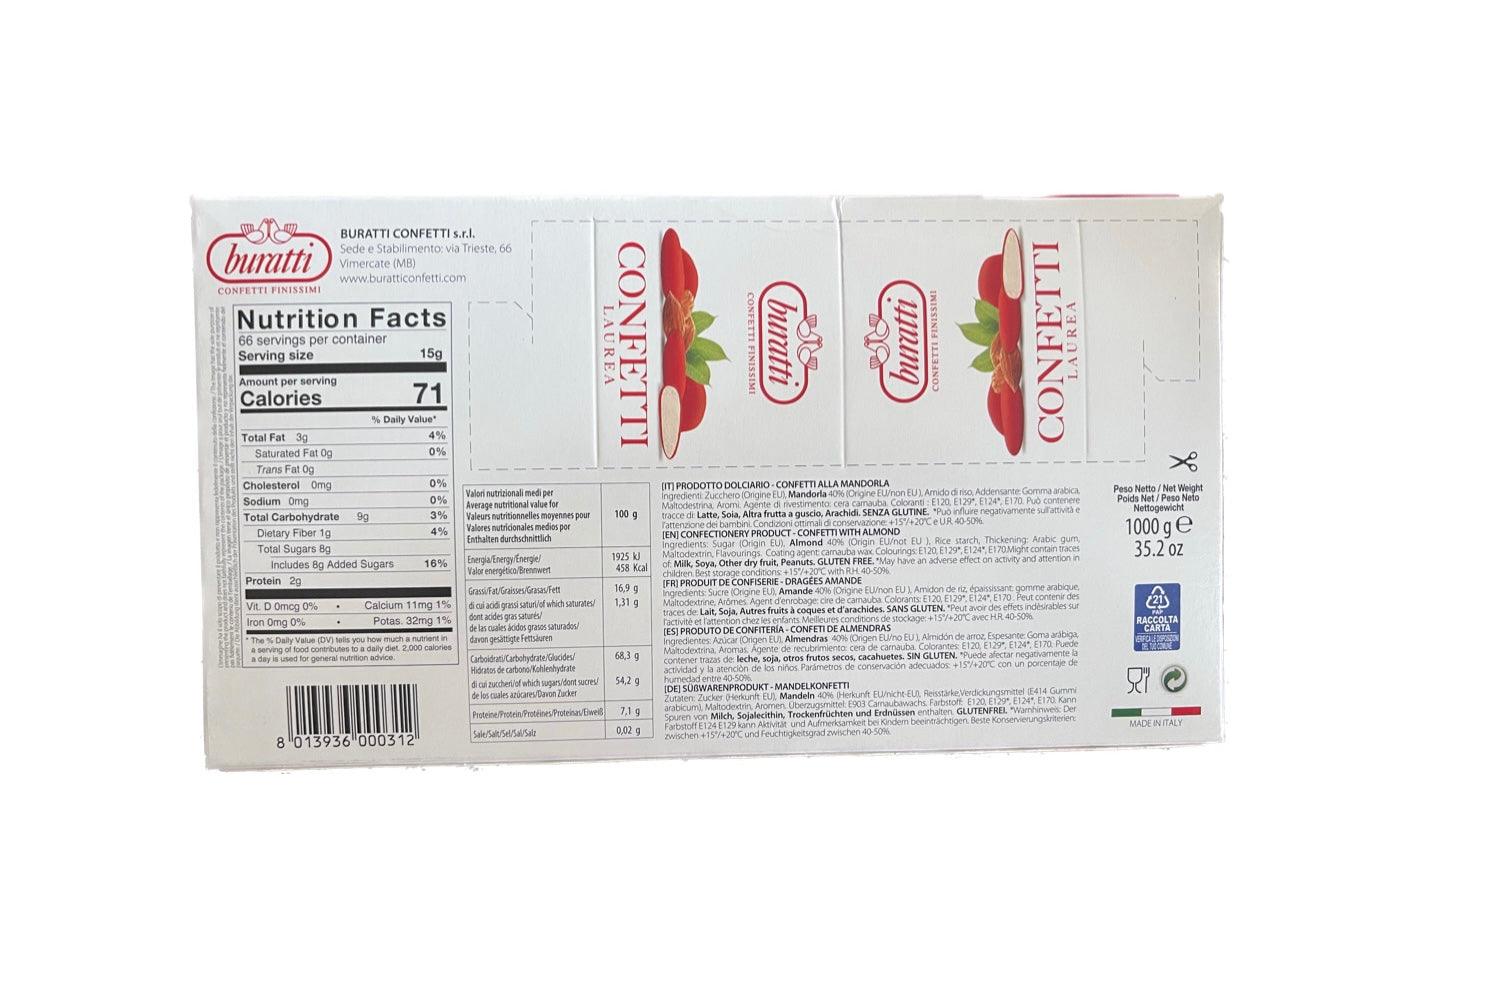 buratti
CONFETTI FINISSIMI
BURATTI CONFETTI s.r.l.
Sede e Stabilimento: via Trieste, 66
Vimercate (MB)
www.buratticonfetti.com
Nutrition Facts
66 servings per container
Serving size 15g
Amount per serving
Calories 71
% Daily Value*
Total Fat 3g 4%
Saturated Fat 0g 0%
Trans Fat 0g
Cholesterol 0mg 0%
Sodium 0mg 0%
Total Carbohydrate 9g 3%
Dietary Fiber 1g 4%
Total Sugars 8g
Includes 8g Added Sugars 16%
Protein 2g
Vit. D 0mcg 0% • Calcium 11mg 1%
Iron 0mg 0% • Potas. 32mg 1%
* The % Daily Value (DV) tells you how much a nutrient in
a serving of food contributes to a daily diet. 2,000 calories
a day is used for general nutrition advice.
8 013936 000312
CONFETTI
LAUREA
buratti
CONFETTI FINISSIMI
buratti
CONFETTI FINISSIMI
CONFETTI
LAUREA
Valori nutrizionali medi per
Average nutritional value for
Valeurs nutritionnelles moyennes pour
Valores nutricionales medios por
Enthalten durchschnittlich
100 g
Energia/Energy/Énergie/
Valor energético/Brennwert
1925 kJ
458 Kcal
Grassi/Fat/Graisses/Grasas/Fett 16,9 g
di cui acidi grassi saturi/of which saturates/ 1,31 g
dont acides gras saturés/
de las cuales ácidos grasos saturados/
davon gesättigte Fettsäuren
Carboidrati/Carbohydrate/Glucides/ 68,3 g
Hidratos de carbono/Kohlenhydrate
di cui zuccheri/of which sugars/dont sucres/ 54,2 g
de los cuales azúcares/Davon Zucker
Proteine/Protein/Protéines/Proteinas/Eiweiß 7,1 g
Sale/Salt/Sel/Sal/Salz 0,02 g
[IT] PRODOTTO DOLCIARIO - CONFETTI ALLA MANDORLA
Ingredienti: Zucchero (Origine EU), Mandorla 40% (Origine EU/non EU ), Amido di riso, Addensante: Gomma arabica,
Maltodestrina, Aromi. Agente di rivestimento: cera carnauba. Coloranti : E120, E129*, E124*, E170. Può contenere
tracce di: Latte, Soia, Altra frutta a guscio, Arachidi. SENZA GLUTINE. *Può influire negativamente sull'attività e
l'attenzione dei bambini. Condizioni ottimali di conservazione: +15°/+20°C e U.R. 40-50%.
[EN] CONFECTIONERY PRODUCT - CONFETTI WITH ALMOND
Ingredients: Sugar (Origin EU), Almond 40% (Origin EU/not EU ), Rice starch, Thickening: Arabic gum,
Maltodextrin, Flavourings. Coating agent: carnauba wax. Colourings: E120, E129*, E124*, E170.Might contain traces
of: Milk, Soya, Other dry fruit, Peanuts. GLUTEN FREE. *May have an adverse effect on activity and attention in
children. Best storage conditions: +15°/+20°C with R.H. 40-50%.
[FR] PRODUIT DE CONFISERIE - DRAGÉES AMANDE
Ingredients: Sucre (Origine EU), Amande 40% (Origine EU/non EU ), Amidon de riz, épaississant: gomme arabique,
Maltodextrine, Arômes. Agent d'enrobage: cire de carnauba. Colorants: E120, E129*, E124*, E170 . Peut contenir des
traces de: Lait, Soja, Autres fruits à coques et d'arachides. SANS GLUTEN. *Peut avoir des effets indésirables sur
l'activité et l'attention chez les enfants. Meilleures conditions de stockage: +15°/+20°C avec H.R. 40-50%.
[ES] PRODUTO DE CONFITERÍA - CONFETI DE ALMENDRAS
Ingredientes: Azúcar (Origen EU), Almendras 40% (Origen EU/no EU ), Almidón de arroz, Espesante: Goma arábiga,
Maltodextrina, Aromas. Agente de recubrimiento: cera de carnauba. Colorantes: E120, E129*, E124*, E170. Puede
contener trazas de: leche, soja, otros frutos secos, cacahuetes. SIN GLUTEN. *Puede afectar negativamente la
actividad y la atención de los niños. Parámetros de conservación adecuados: +15°/+20°C con un porcentaje de
humedad entre 40-50%.
[DE] SÜßWARENPRODUKT - MANDELKONFETTI
Zutaten: Zucker (Herkunft EU), Mandeln 40% (Herkunft EU/nicht-EU), Reisstärke,Verdickungsmittel (E414 Gummi
arabicum), Maltodextrin, Aromen, Überzugsmittel: E903 Carnaubawachs. Farbstoff: E120, E129*, E124*, E170. Kann
Spuren von Milch, Sojalecithin, Trockenfrüchten und Erdnüssen enthalten. GLUTENFREI. *Warnhinweis: Der
Farbstoff E124 E129 kann Aktivität und Aufmerksamkeit bei Kindern beeinträchtigen. Beste Konservierungskriterien:
zwischen +15°/+20°C und Feuchtigkeitsgrad zwischen 40-50%.
Peso Netto / Net Weight
Poids Net / Peso Neto
Nettogewicht
1000 g e
35.2 oz
21
PAP
RACCOLTA
CARTA
VERIFICA LE DISPOSIZIONI
DEL TUO COMUNE
MADE IN ITALY